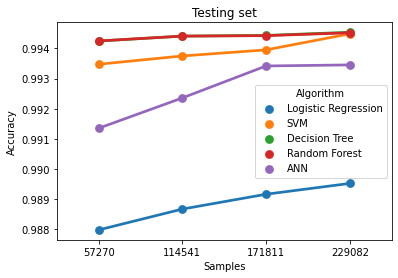 Testing set
Accuracy
0.994
0.993
0.992
0.991
0.990
0.989
0.988
Algorithm
Logistic Regression
SVM
Decision Tree
Random Forest
ANN
57270 114541 171811 229082
Samples